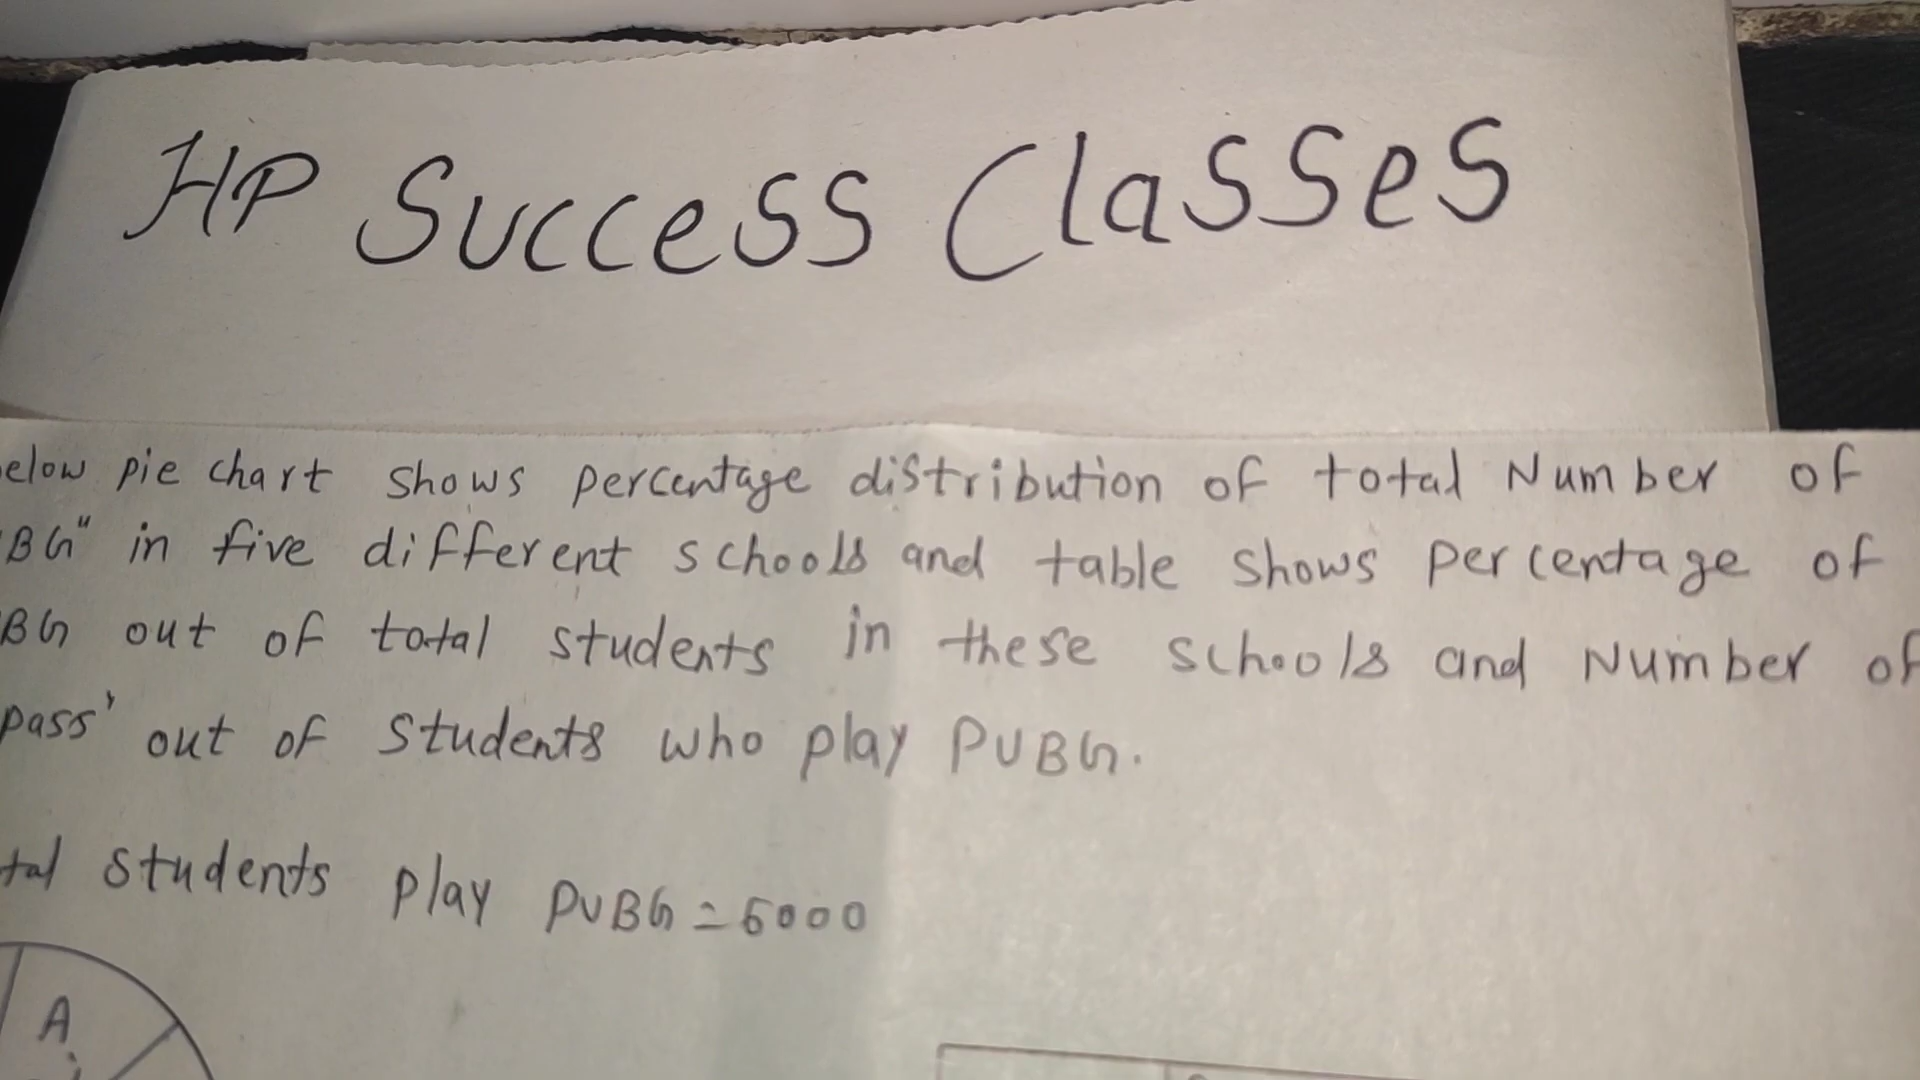 HP Success Classes
elow pie chart shows percentage distribution of total Number of
BG" in five different schools and table shows percentage of
BG out of total students in these schools and Number of
pass' out of students who play PUBG.
tal students play PUBG = 6000
A